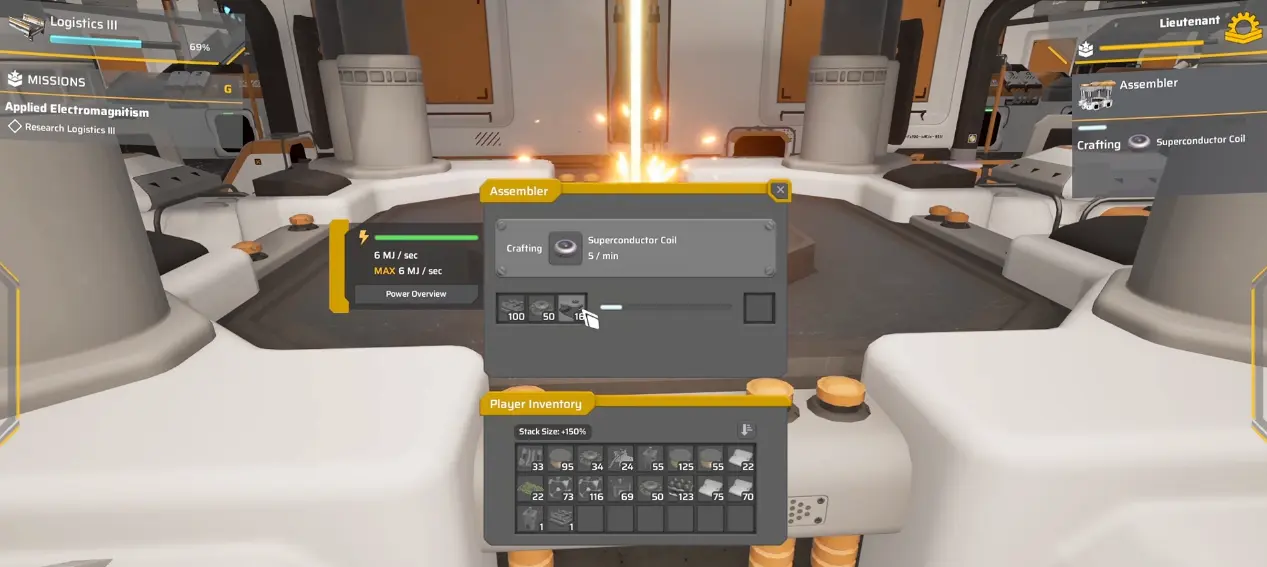 Logistics III
69%
MISSIONS
G
Applied Electromagnitism
Research Logistics III
Lieutenant
Assembler
Crafting
Superconductor Coil
Assembler
Crafting
Superconductor Coil
5 / min
6 MJ / sec
MAX 6 MJ / sec
Power Overview
100
50
Player Inventory
Stack Size: +150%
33
95
34
24
55
125
55
22
22
73
116
69
50
123
75
70
1
1